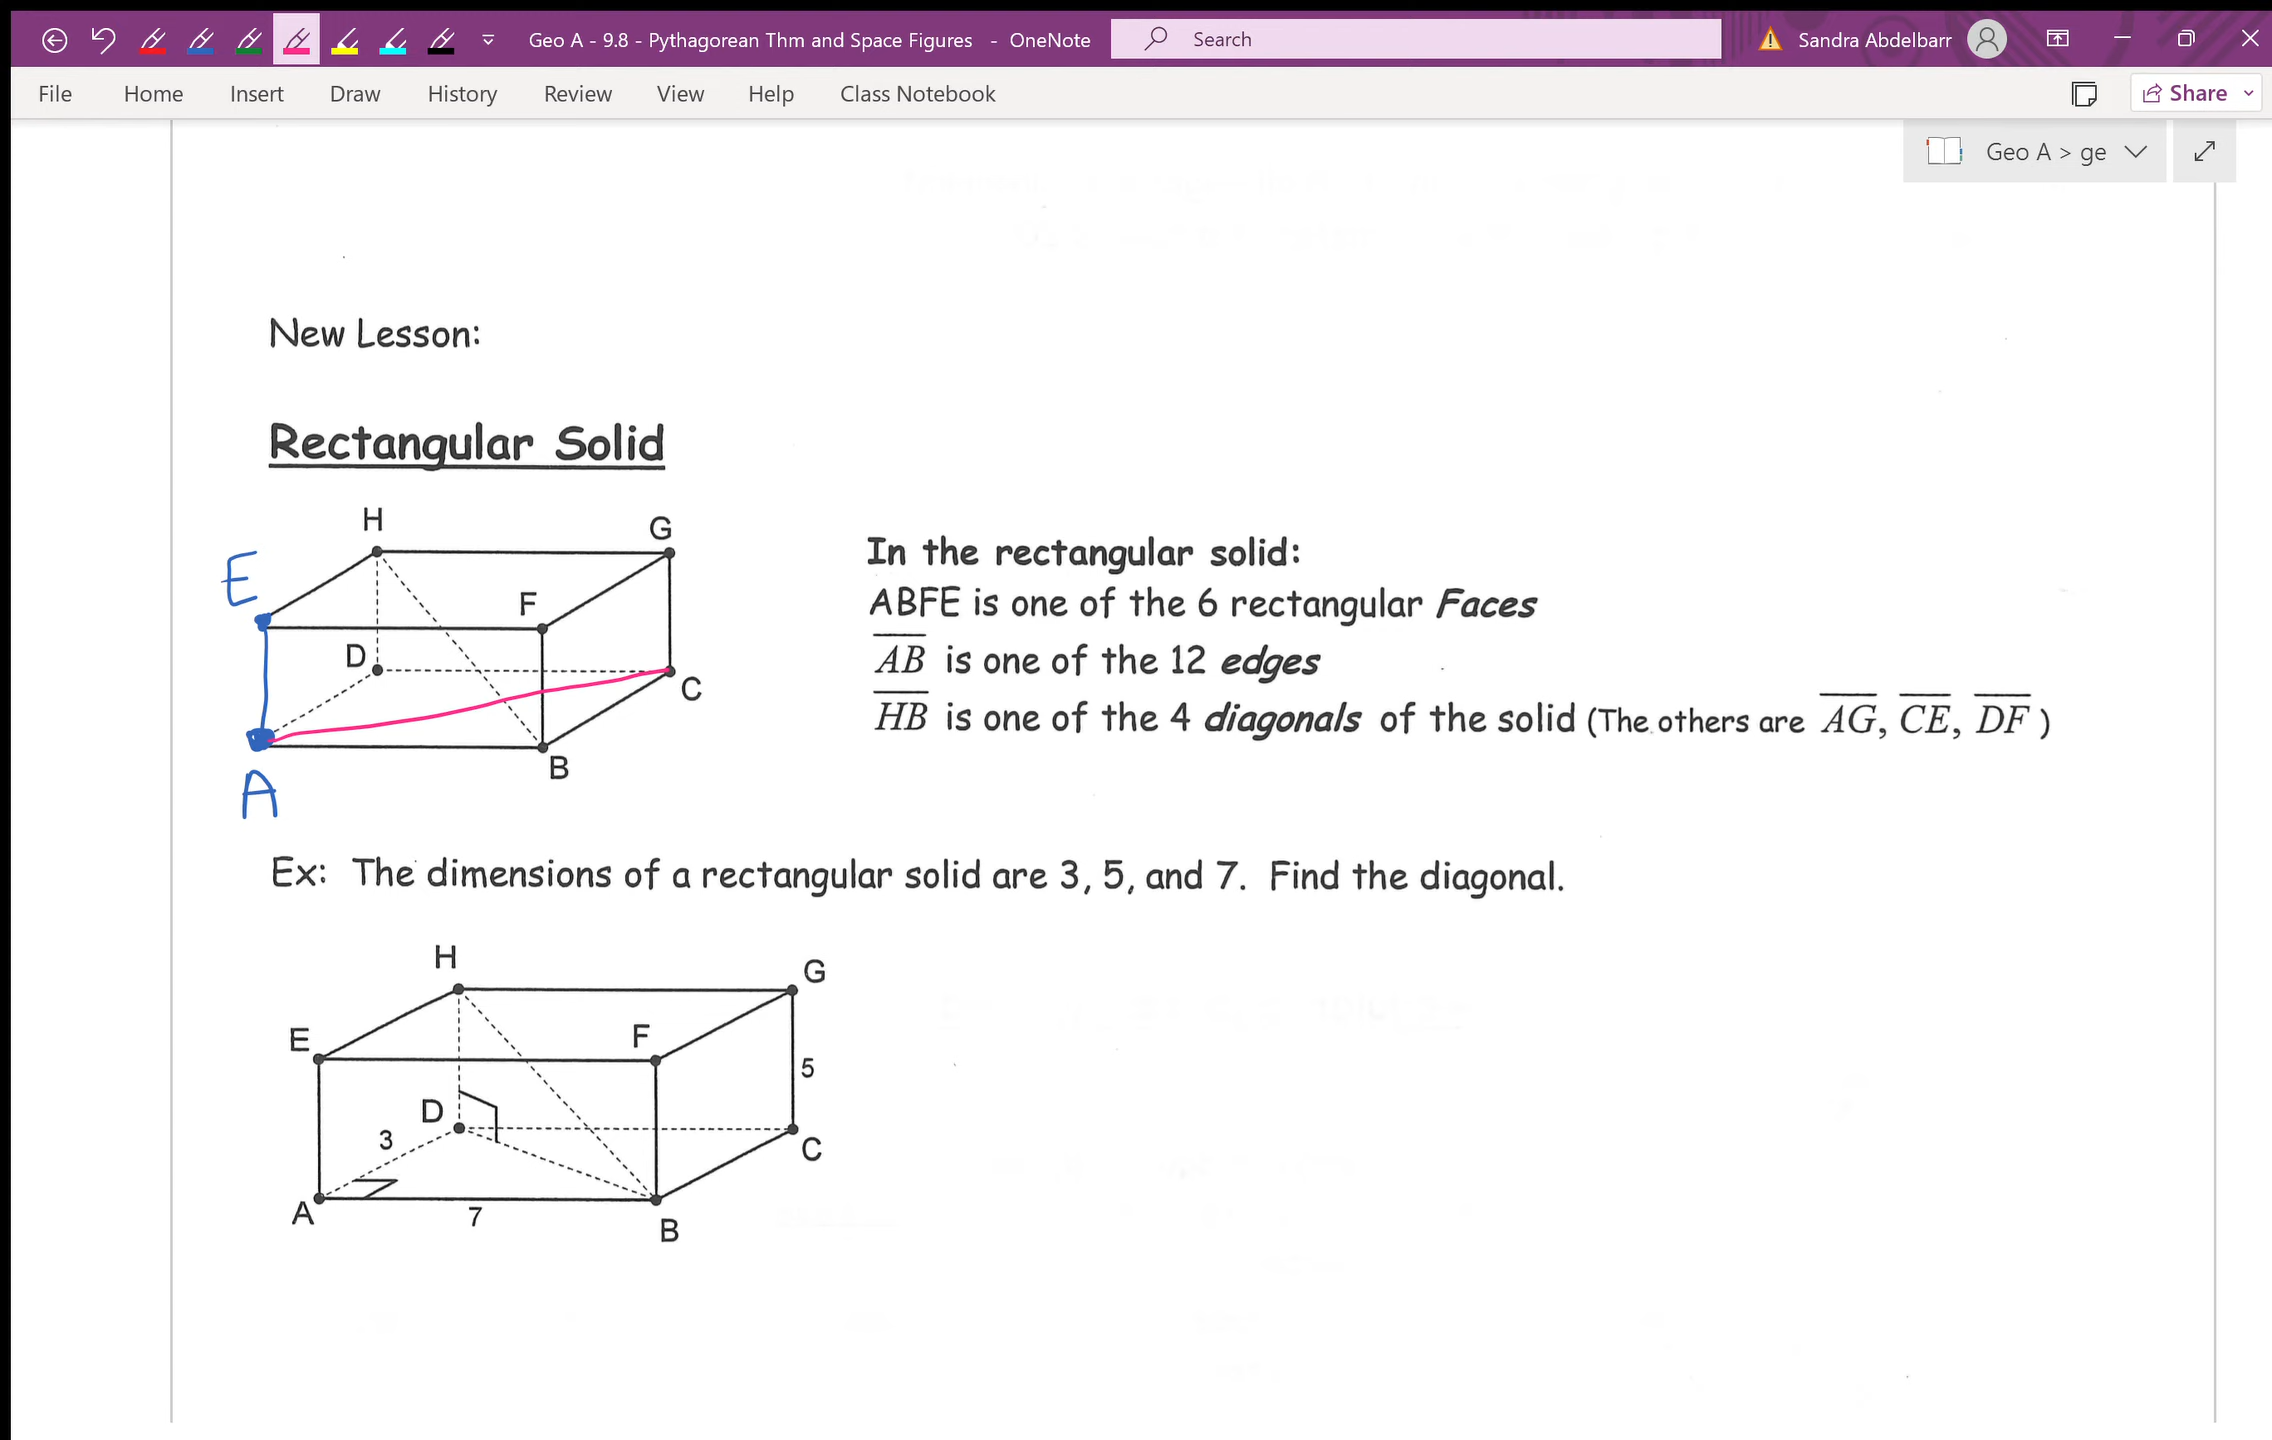 Geo A - 9.8 - Pythagorean Thm and Space Figures - OneNote
Search
Sandra Abdelbarr
File Home Insert Draw History Review View Help Class Notebook
Share
Geo A > ge
New Lesson:
Rectangular Solid
H
G
E
F
D
C
B
A
In the rectangular solid:
ABFE is one of the 6 rectangular Faces
AB is one of the 12 edges
HB is one of the 4 diagonals of the solid (The others are AG, CE, DF)
Ex: The dimensions of a rectangular solid are 3, 5, and 7. Find the diagonal.
H
G
E
F
5
D
3
C
A
7
B